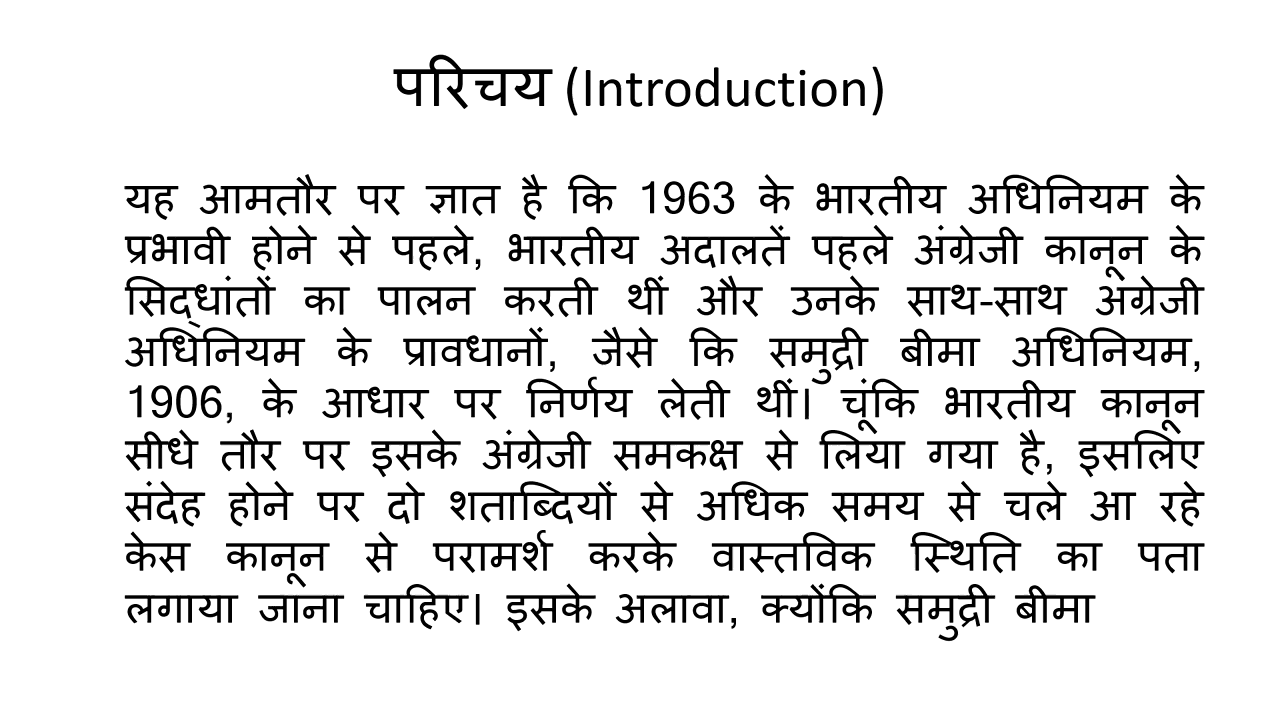 परिचय (Introduction)
यह आमतौर पर ज्ञात है कि 1963 के भारतीय अधिनियम के
प्रभावी होने से पहले, भारतीय अदालतें पहले अंग्रेजी कानून के
सिद्धांतों का पालन करती थीं और उनके साथ-साथ अंग्रेजी
अधिनियम के प्रावधानों, जैसे कि समुद्री बीमा अधिनियम,
1906, के आधार पर निर्णय लेती थीं। चूंकि भारतीय कानून
सीधे तौर पर इसके अंग्रेजी समकक्ष से लिया गया है, इसलिए
संदेह होने पर दो शताब्दियों से अधिक समय से चले आ रहे
केस कानून से परामर्श करके वास्तविक स्थिति का पता
लगाया जाना चाहिए। इसके अलावा, क्योंकि समुद्री बीमा